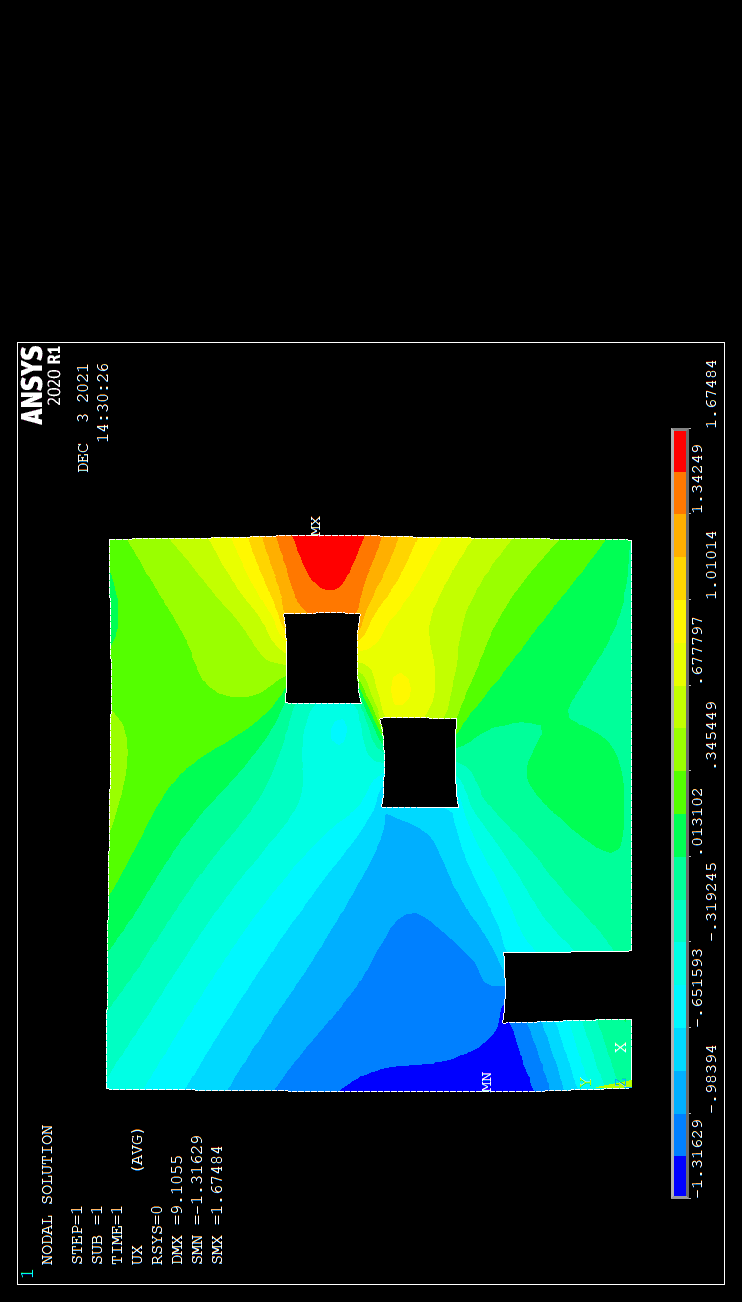 1
NODAL SOLUTION
STEP=1
SUB =1
TIME=1
UX       (AVG)
RSYS=0
DMX =9.1055
SMN =-1.31629
SMX =1.67484
ANSYS
2020 R1
DEC  3 2021
14:30:26
MX
MN
Y
Z
X
-1.31629
-.98394
-.651593
-.319245
.013102
.345449
.677797
1.01014
1.34249
1.67484